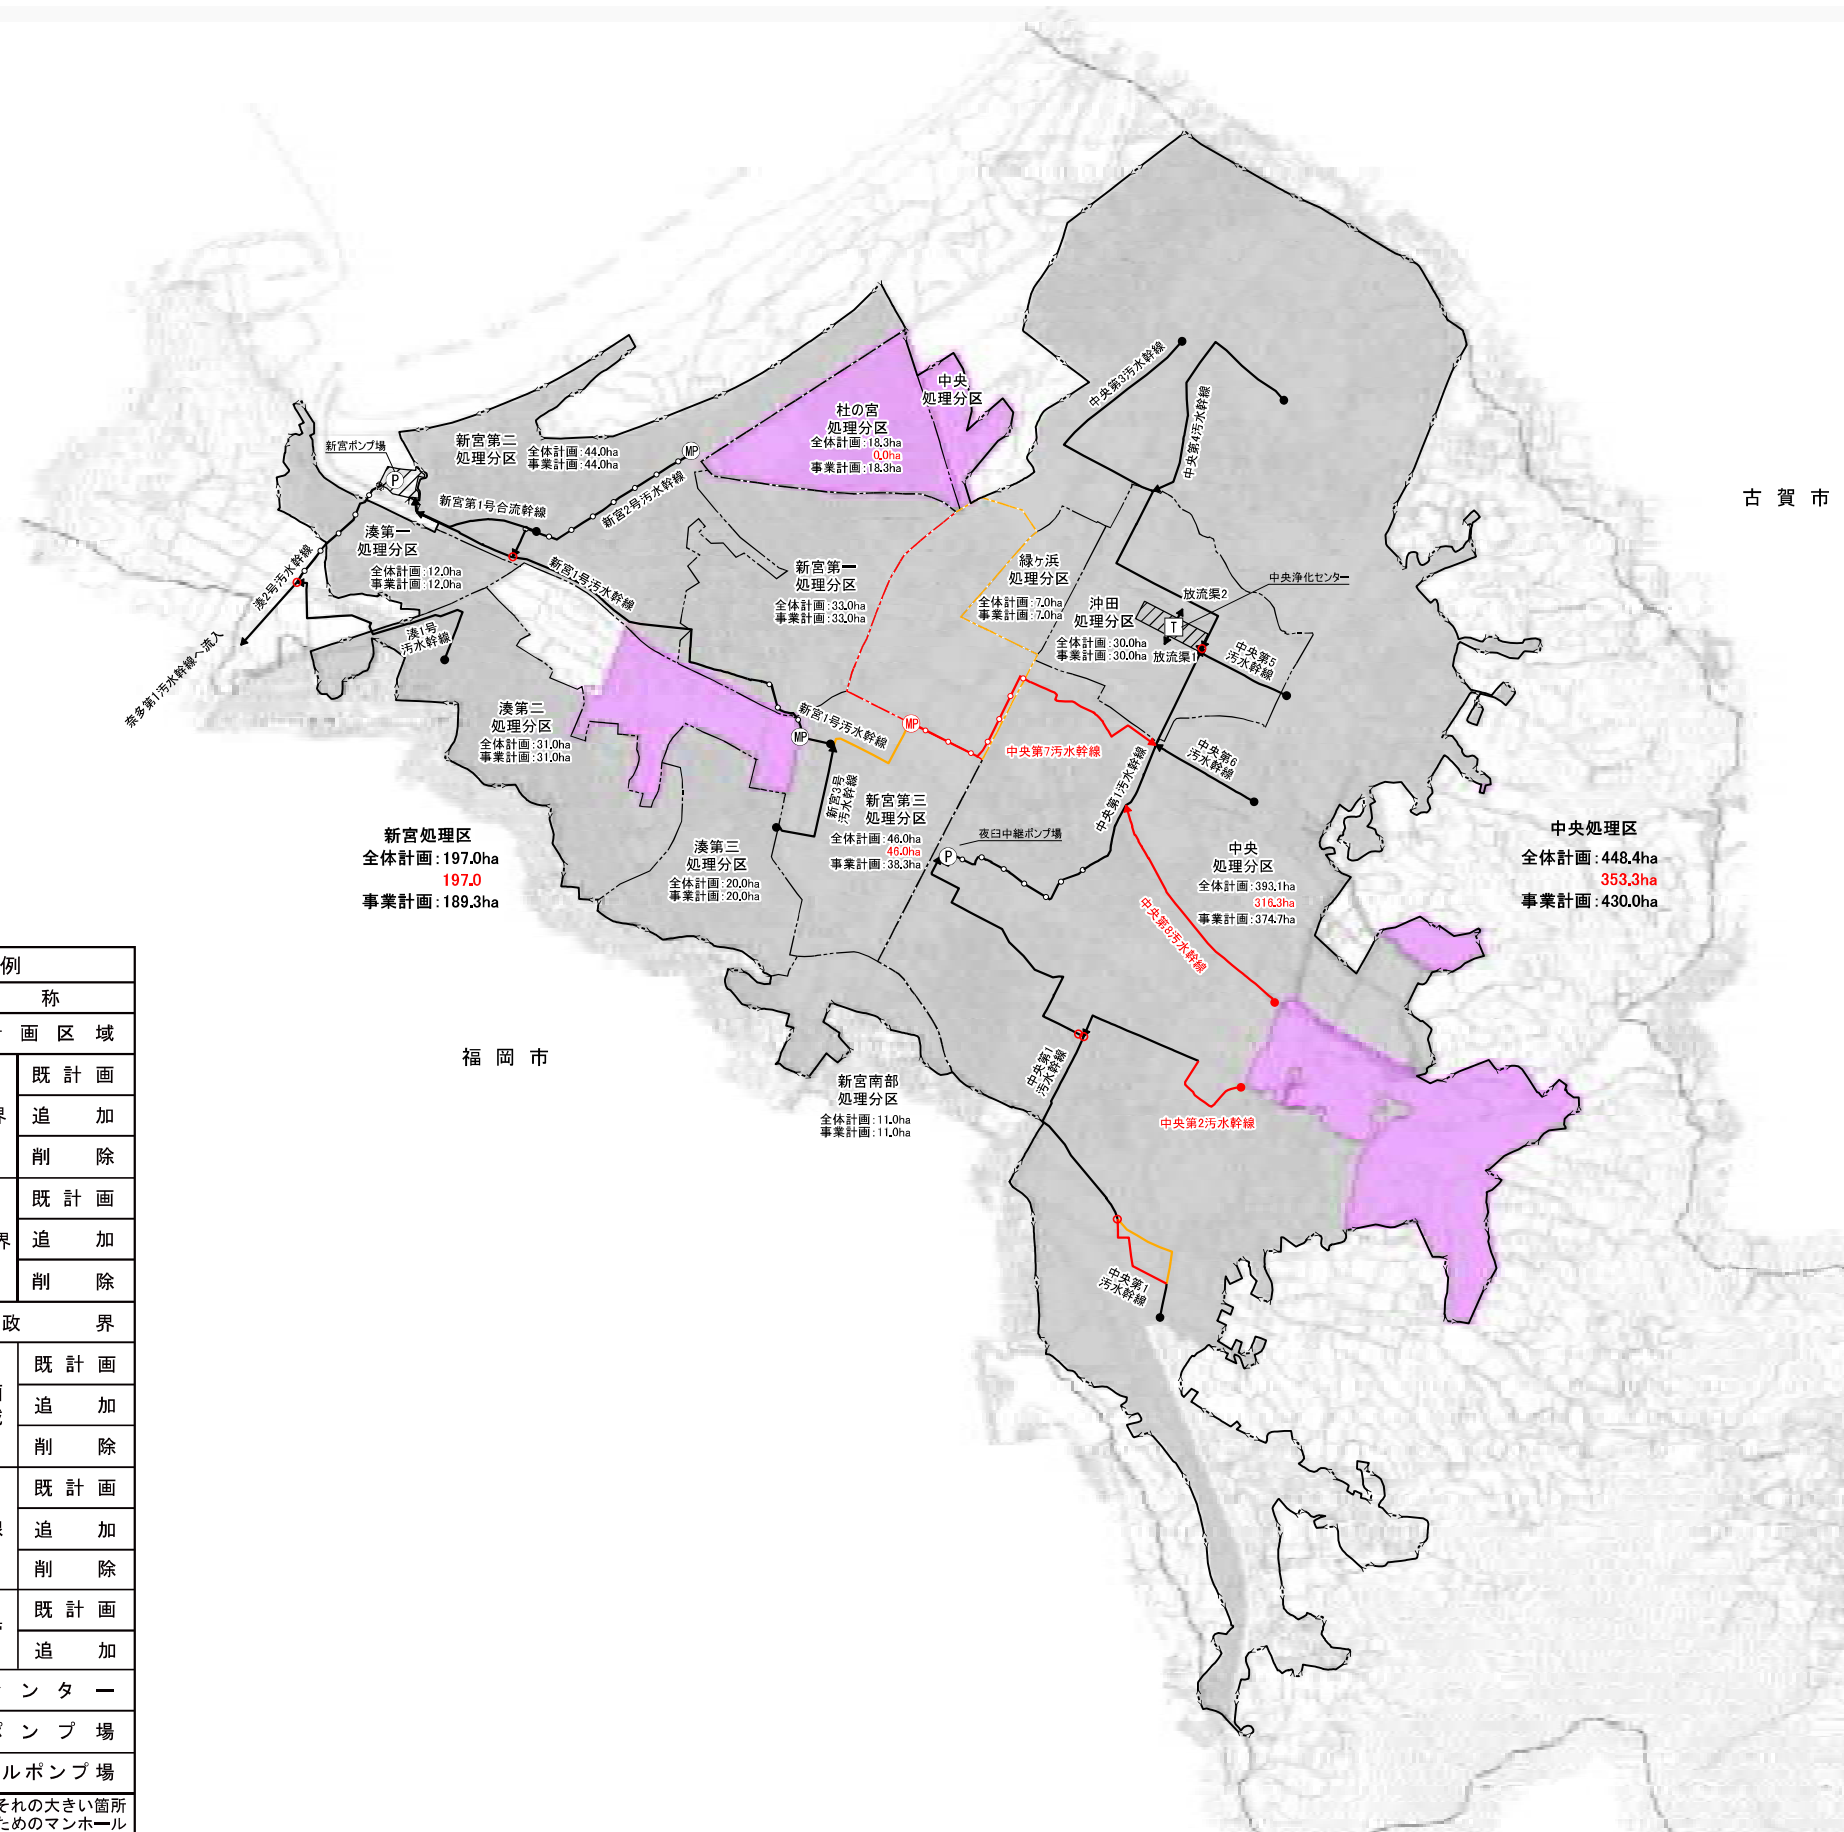 古賀市
中央
処理分区
杜の宮
処理分区
全体計画:18.3ha
0.0ha
事業計画:18.3ha
中央第3汚水幹線
中央第4汚水幹線
新宮ポンプ場
P
新宮第二
処理分区
全体計画:44.0ha
事業計画:44.0ha
MP
新宮第1号合流幹線
新宮2号汚水幹線
湊第一
処理分区
全体計画:12.0ha
事業計画:12.0ha
湊2号汚水幹線
新宮1号汚水幹線
新宮第一
処理分区
全体計画:33.0ha
事業計画:33.0ha
緑ヶ浜
処理分区
全体計画:7.0ha
事業計画:7.0ha
沖田
処理分区
全体計画:30.0ha
事業計画:30.0ha
中央浄化センター
放流渠2
T
放流渠1
中央第5
汚水幹線
湊1号
汚水幹線
奈多第1汚水幹線へ流入
湊第二
処理分区
全体計画:31.0ha
事業計画:31.0ha
新宮1号汚水幹線
MP
MP
中央第7汚水幹線
中央第6
汚水幹線
中央第1汚水幹線
新宮3号
汚水幹線
新宮第三
処理分区
全体計画:46.0ha
46.0ha
事業計画:38.3ha
夜臼中継ポンプ場
P
新宮処理区
全体計画:197.0ha
197.0
事業計画:189.3ha
湊第三
処理分区
全体計画:20.0ha
事業計画:20.0ha
中央
処理分区
全体計画:393.1ha
316.3ha
事業計画:374.7ha
中央処理区
全体計画:448.4ha
353.3ha
事業計画:430.0ha
中央第8汚水幹線
福岡市
新宮南部
処理分区
全体計画:11.0ha
事業計画:11.0ha
中央第1
汚水幹線
中央第2汚水幹線
中央第1
汚水幹線
例
称
画区域
既計画
界
追加
削除
既計画
界
追加
削除
政界
既計画
追加
削除
既計画
追加
削除
既計画
追加
ンター
ンプ場
ルポンプ場
それの大きい箇所
ためのマンホール